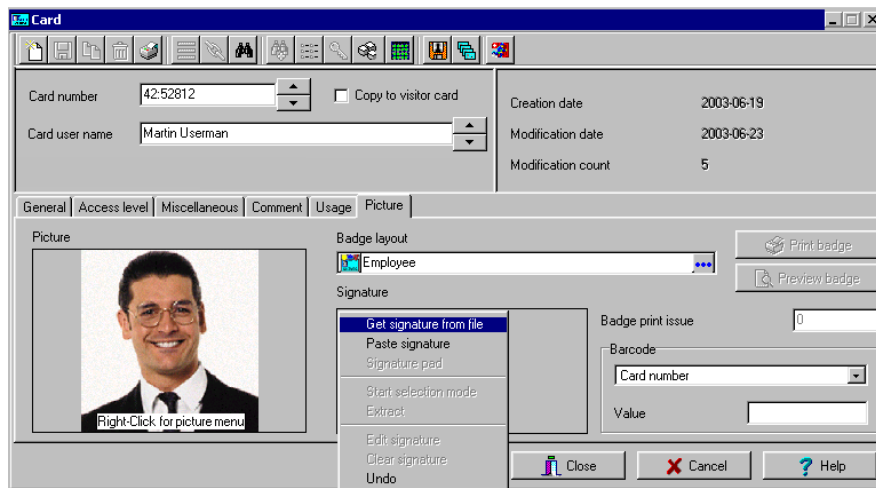 Card
Card number
42:52812
Copy to visitor card
Card user name
Martin Userman
Creation date 2003-06-19
Modification date 2003-06-23
Modification count 5
General Access level Miscellaneous Comment Usage Picture
Picture
Right-Click for picture menu
Badge layout
Employee
Print badge
Preview badge
Signature
Get signature from file
Paste signature
Signature pad
Start selection mode
Extract
Edit signature
Clear signature
Undo
Badge print issue 0
Barcode
Card number
Value
Close Cancel Help